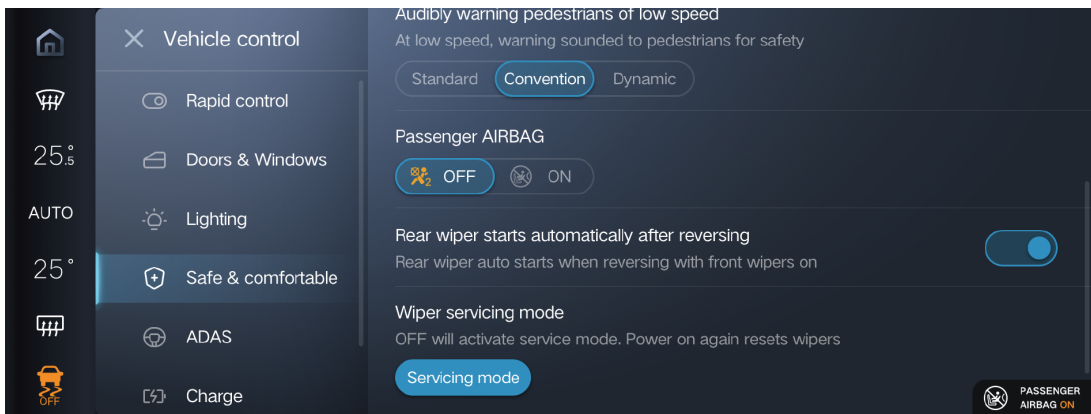 Audibly warning pedestrians of low speed
Vehicle control
At low speed, warning sounded to pedestrians for safety
Standard Convention Dynamic
Rapid control
Passenger AIRBAG
25.5°
Doors & Windows
2 OFF ON
AUTO
Lighting
Rear wiper starts automatically after reversing
Rear wiper auto starts when reversing with front wipers on
25°
Safe & comfortable
Wiper servicing mode
OFF will activate service mode. Power on again resets wipers
ADAS
Servicing mode
OFF
Charge
PASSENGER
AIRBAG ON